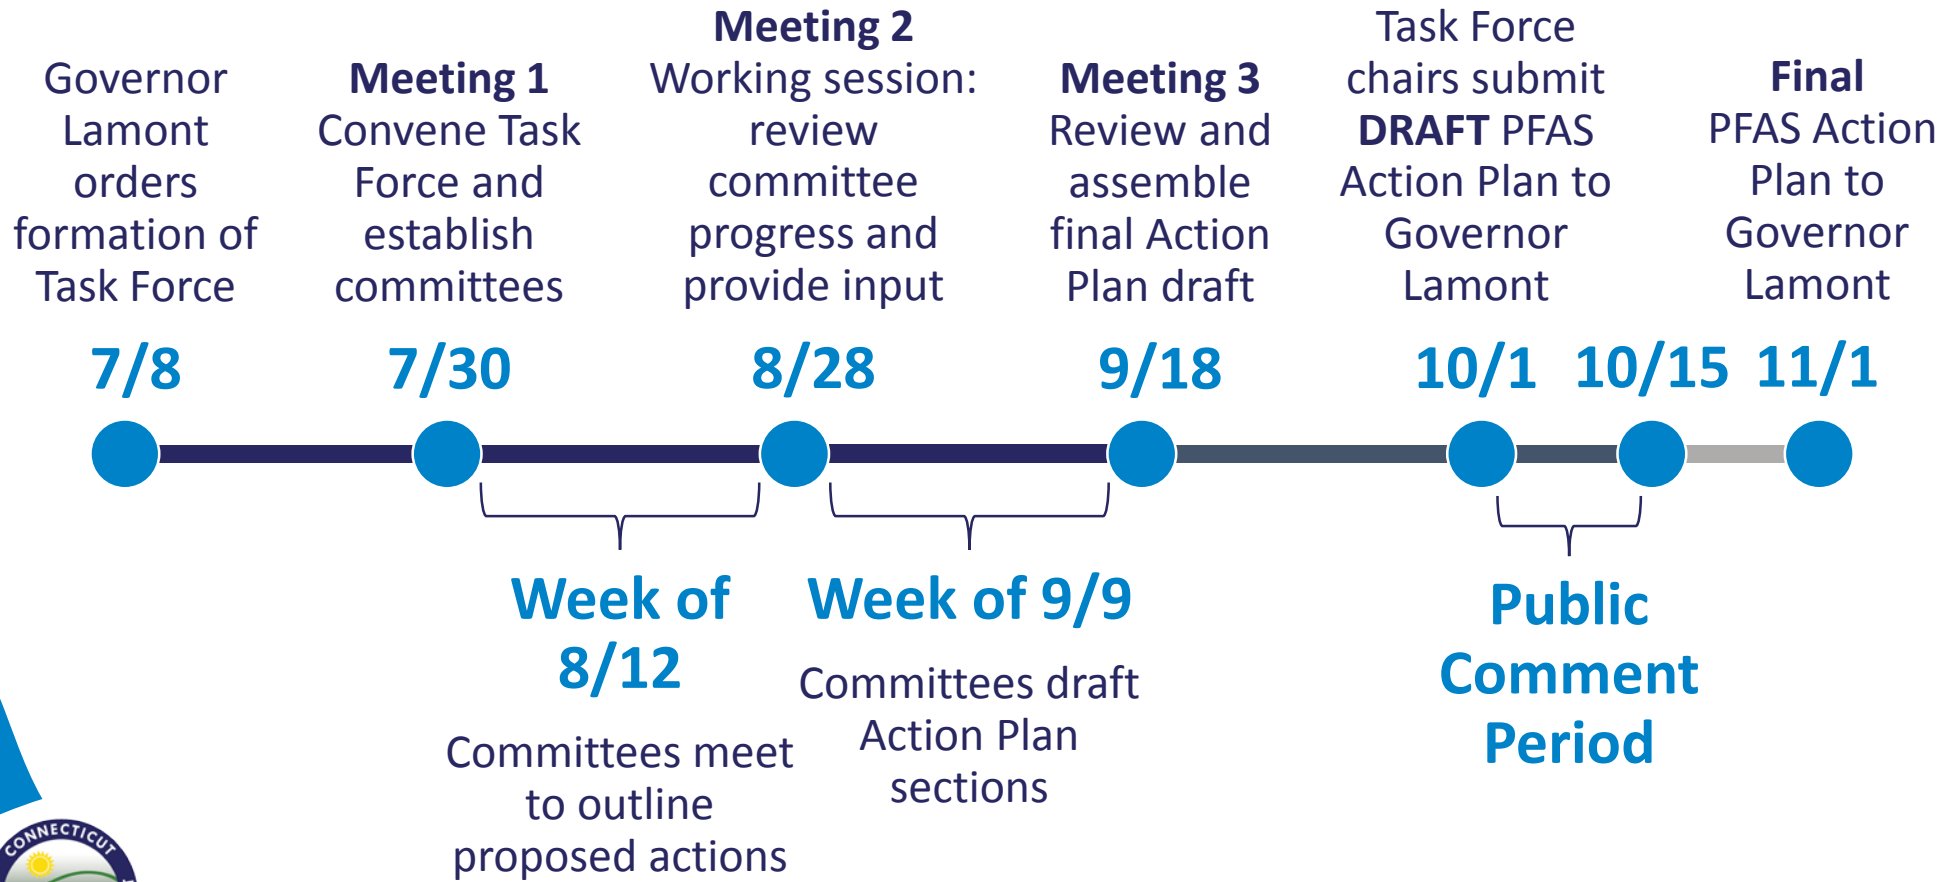 Governor
Lamont
orders
formation of
Task Force
7/8
Meeting 1
Convene Task
Force and
establish
committees
7/30
Meeting 2
Working session:
review
committee
progress and
provide input
8/28
Meeting 3
Review and
assemble
final Action
Plan draft
9/18
Task Force
chairs submit
DRAFT PFAS
Action Plan to
Governor
Lamont
10/1
10/15
Final
PFAS Action
Plan to
Governor
Lamont
11/1
Week of
8/12
Committees meet
to outline
proposed actions
Week of 9/9
Committees draft
Action Plan
sections
Public
Comment
Period
CONNECTICUT